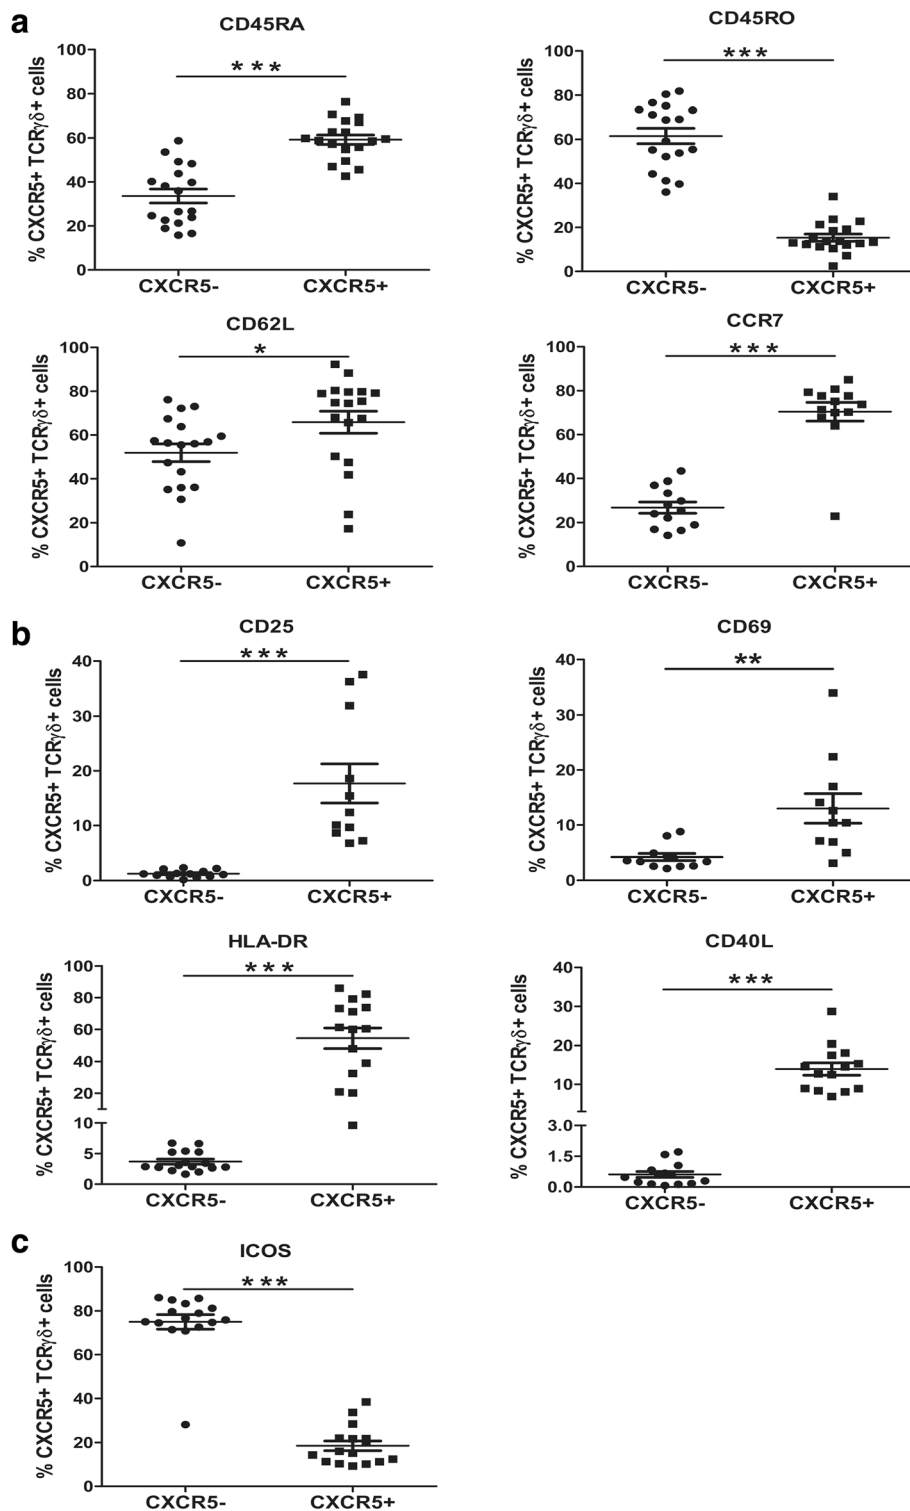 a
CD45RA
% CXCR5+ TCRγδ+ cells
100
80
60
40
20
0
***
CXCR5-
CXCR5+
CD45RO
% CXCR5+ TCRγδ+ cells
100
80
60
40
20
0
***
CXCR5-
CXCR5+
CD62L
% CXCR5+ TCRγδ+ cells
100
80
60
40
20
0
*
CXCR5-
CXCR5+
CCR7
% CXCR5+ TCRγδ+ cells
100
80
60
40
20
0
***
CXCR5-
CXCR5+
b
CD25
% CXCR5+ TCRγδ+ cells
40
30
20
10
0
***
CXCR5-
CXCR5+
CD69
% CXCR5+ TCRγδ+ cells
40
30
20
10
0
**
CXCR5-
CXCR5+
HLA-DR
% CXCR5+ TCRγδ+ cells
100
80
60
40
20
10
5
0
***
CXCR5-
CXCR5+
CD40L
% CXCR5+ TCRγδ+ cells
40
30
20
10
3.0
1.5
0.0
***
CXCR5-
CXCR5+
c
ICOS
% CXCR5+ TCRγδ+ cells
100
80
60
40
20
0
***
CXCR5-
CXCR5+